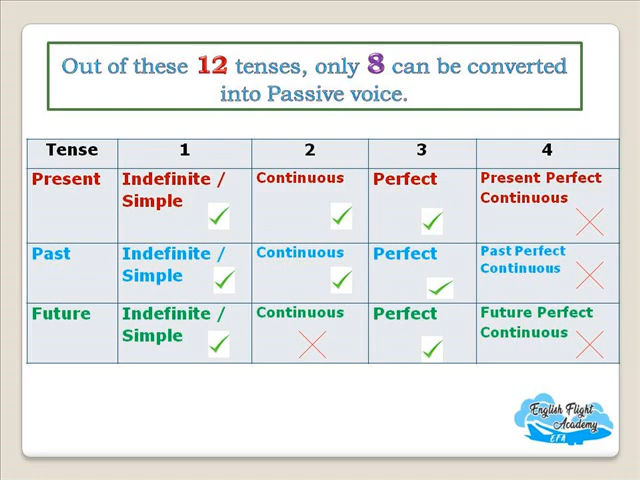 Out of these 12 tenses, only 8 can be converted
into Passive voice.
Tense 1 2 3 4
Present Indefinite / Continuous Perfect Present Perfect
Simple Continuous
Past Indefinite / Continuous Perfect Past Perfect
Simple Continuous
Future Indefinite / Continuous Perfect Future Perfect
Simple Continuous
English Flight
Academy
EFA